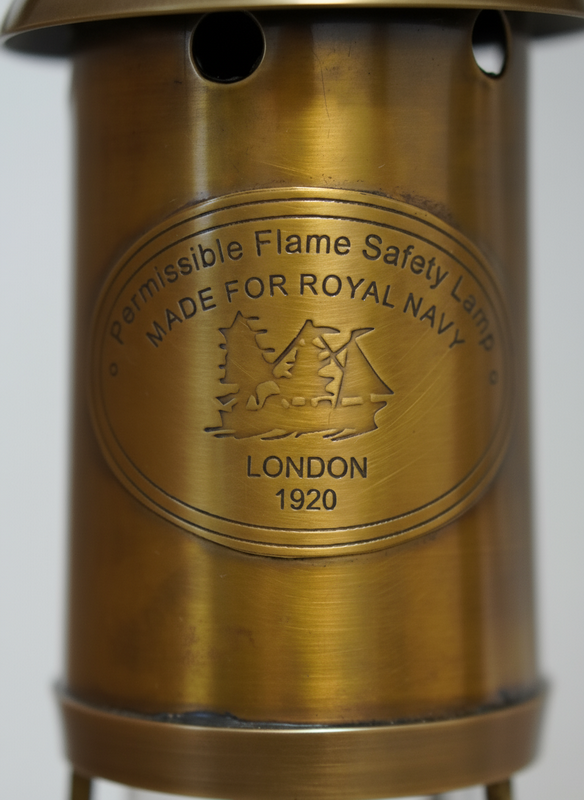 Permissible Flame Safety Lamp
MADE FOR ROYAL NAVY
LONDON
1920